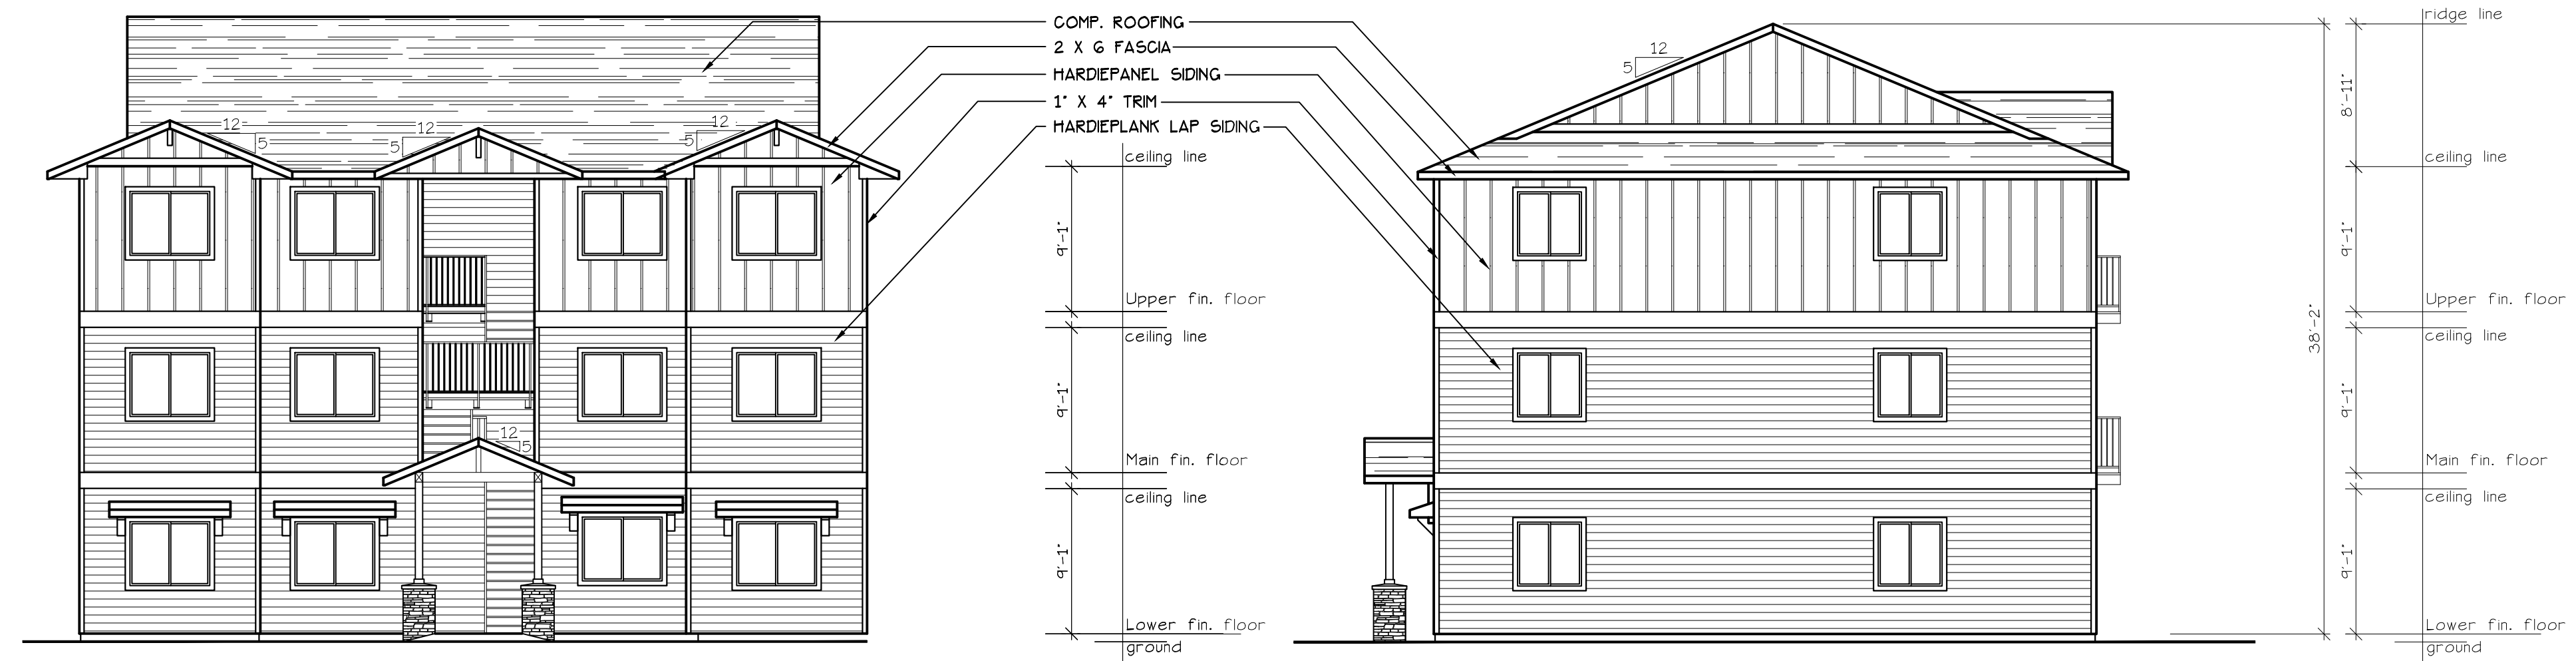 COMP. ROOFING
2 X 6 FASCIA
HARDIEPANEL SIDING
1" X 4" TRIM
HARDIEPLANK LAP SIDING
12
5
12
5
12
5
12
5
ceiling line
9'-1"
Upper fin. floor
ceiling line
9'-1"
Main fin. floor
ceiling line
9'-1"
Lower fin. floor
ground
12
5
38'-2"
ridge line
8'-11"
ceiling line
9'-1"
Upper fin. floor
ceiling line
9'-1"
Main fin. floor
ceiling line
9'-1"
Lower fin. floor
ground